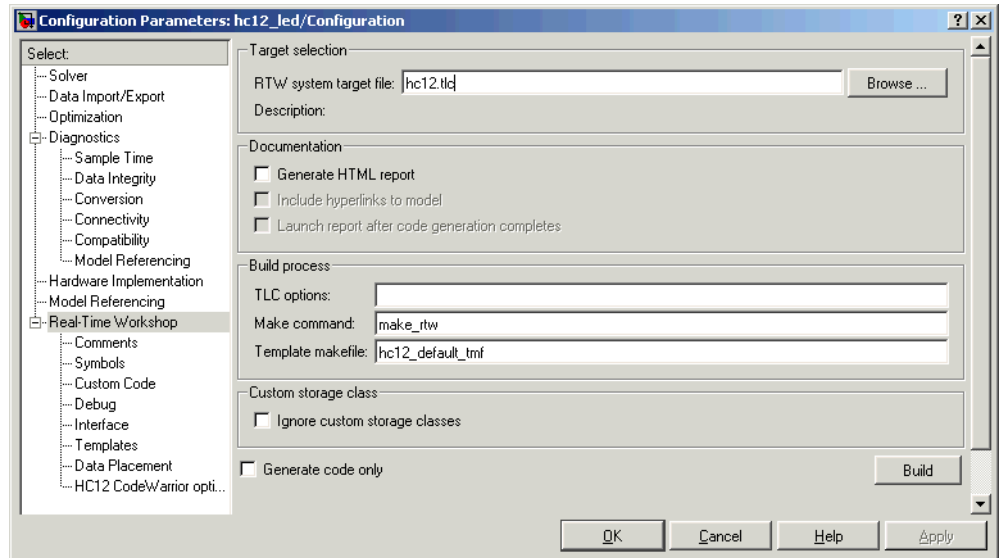 Configuration Parameters: hc12_led/Configuration
Select:
Solver
Data Import/Export
Optimization
Diagnostics
Sample Time
Data Integrity
Conversion
Connectivity
Compatibility
Model Referencing
Hardware Implementation
Model Referencing
Real-Time Workshop
Comments
Symbols
Custom Code
Debug
Interface
Templates
Data Placement
HC12 CodeWarrior opti...
Target selection
RTW system target file: hc12.tlc Browse ...
Description:
Documentation
Generate HTML report
Include hyperlinks to model
Launch report after code generation completes
Build process
TLC options:
Make command: make_rtw
Template makefile: hc12_default_tmf
Custom storage class
Ignore custom storage classes
Generate code only Build
OK Cancel Help Apply